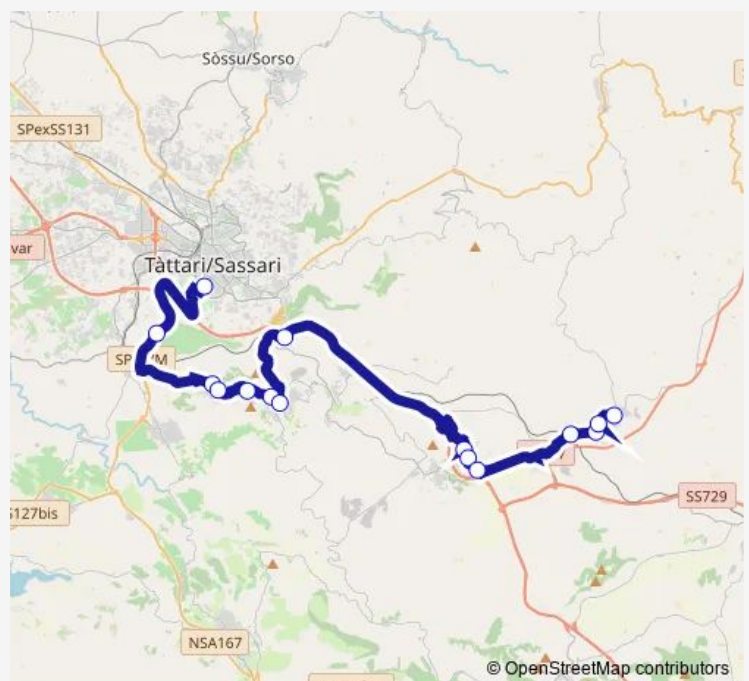 Sòssu/Sorso
SPexSS131
var
Tàttari/Sassari
SS729
S127bis
NSA167
© OpenStreetMap contributors